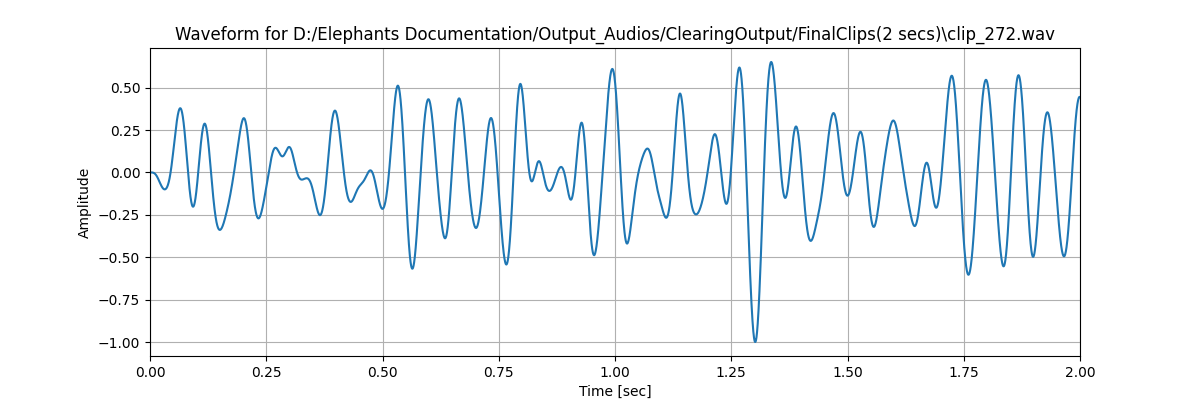 Waveform for D:/Elephants Documentation/Output_Audios/ClearingOutput/FinalClips(2 secs)\clip_272.wav
Amplitude
0.50
0.25
0.00
−0.25
−0.50
−0.75
−1.00
0.00 0.25 0.50 0.75 1.00 1.25 1.50 1.75 2.00
Time [sec]